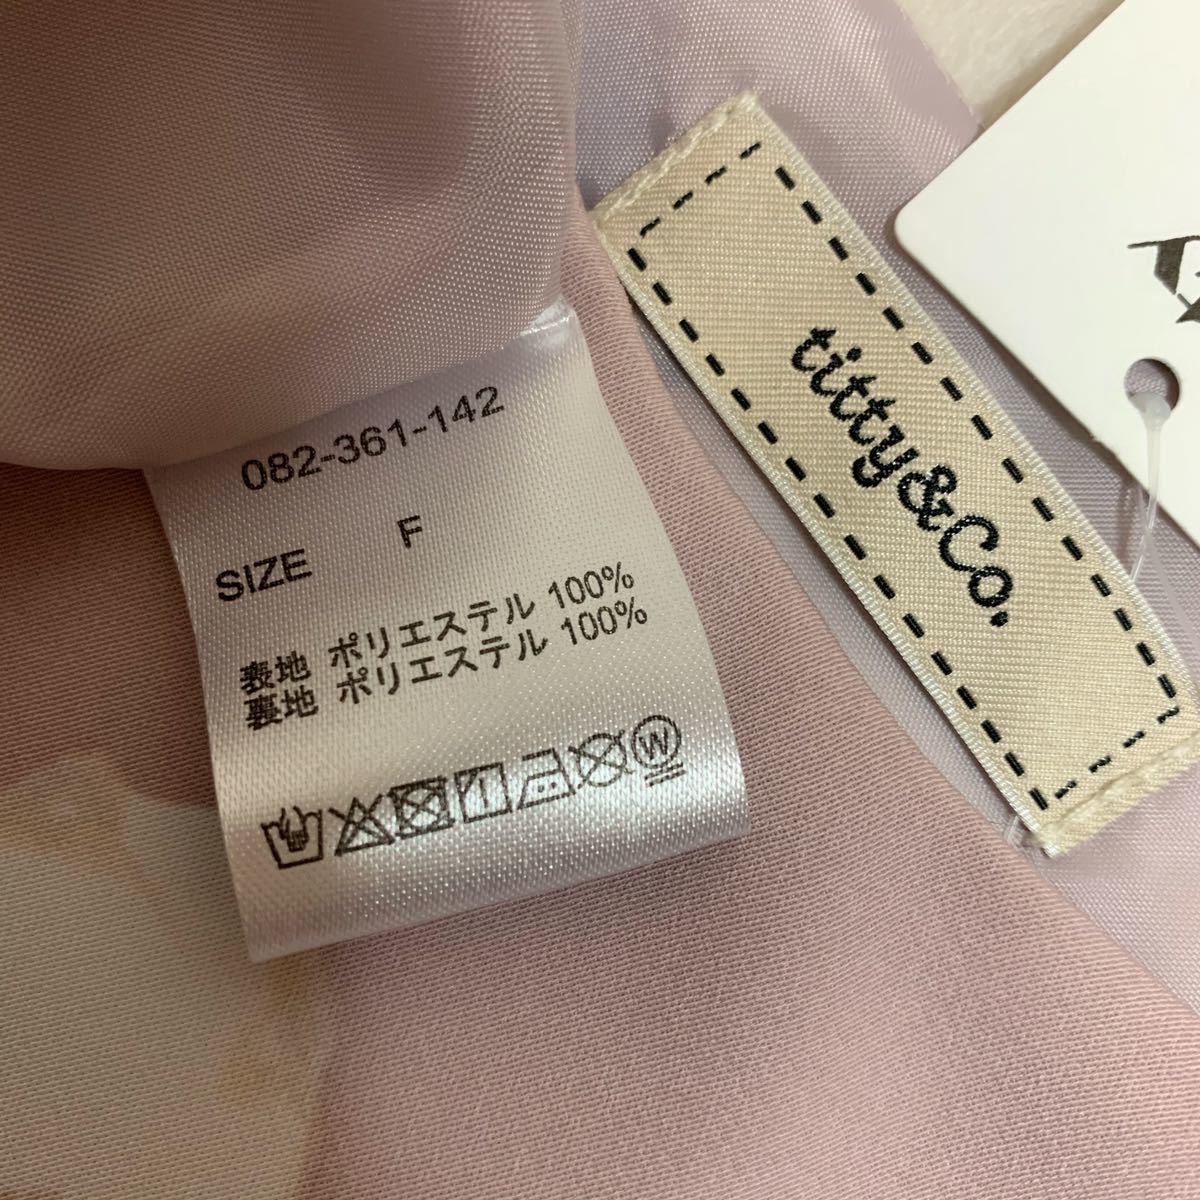 082-361-142
SIZE F
表地 ポリエステル 100%
裏地 ポリエステル 100%
W
titty&Co.